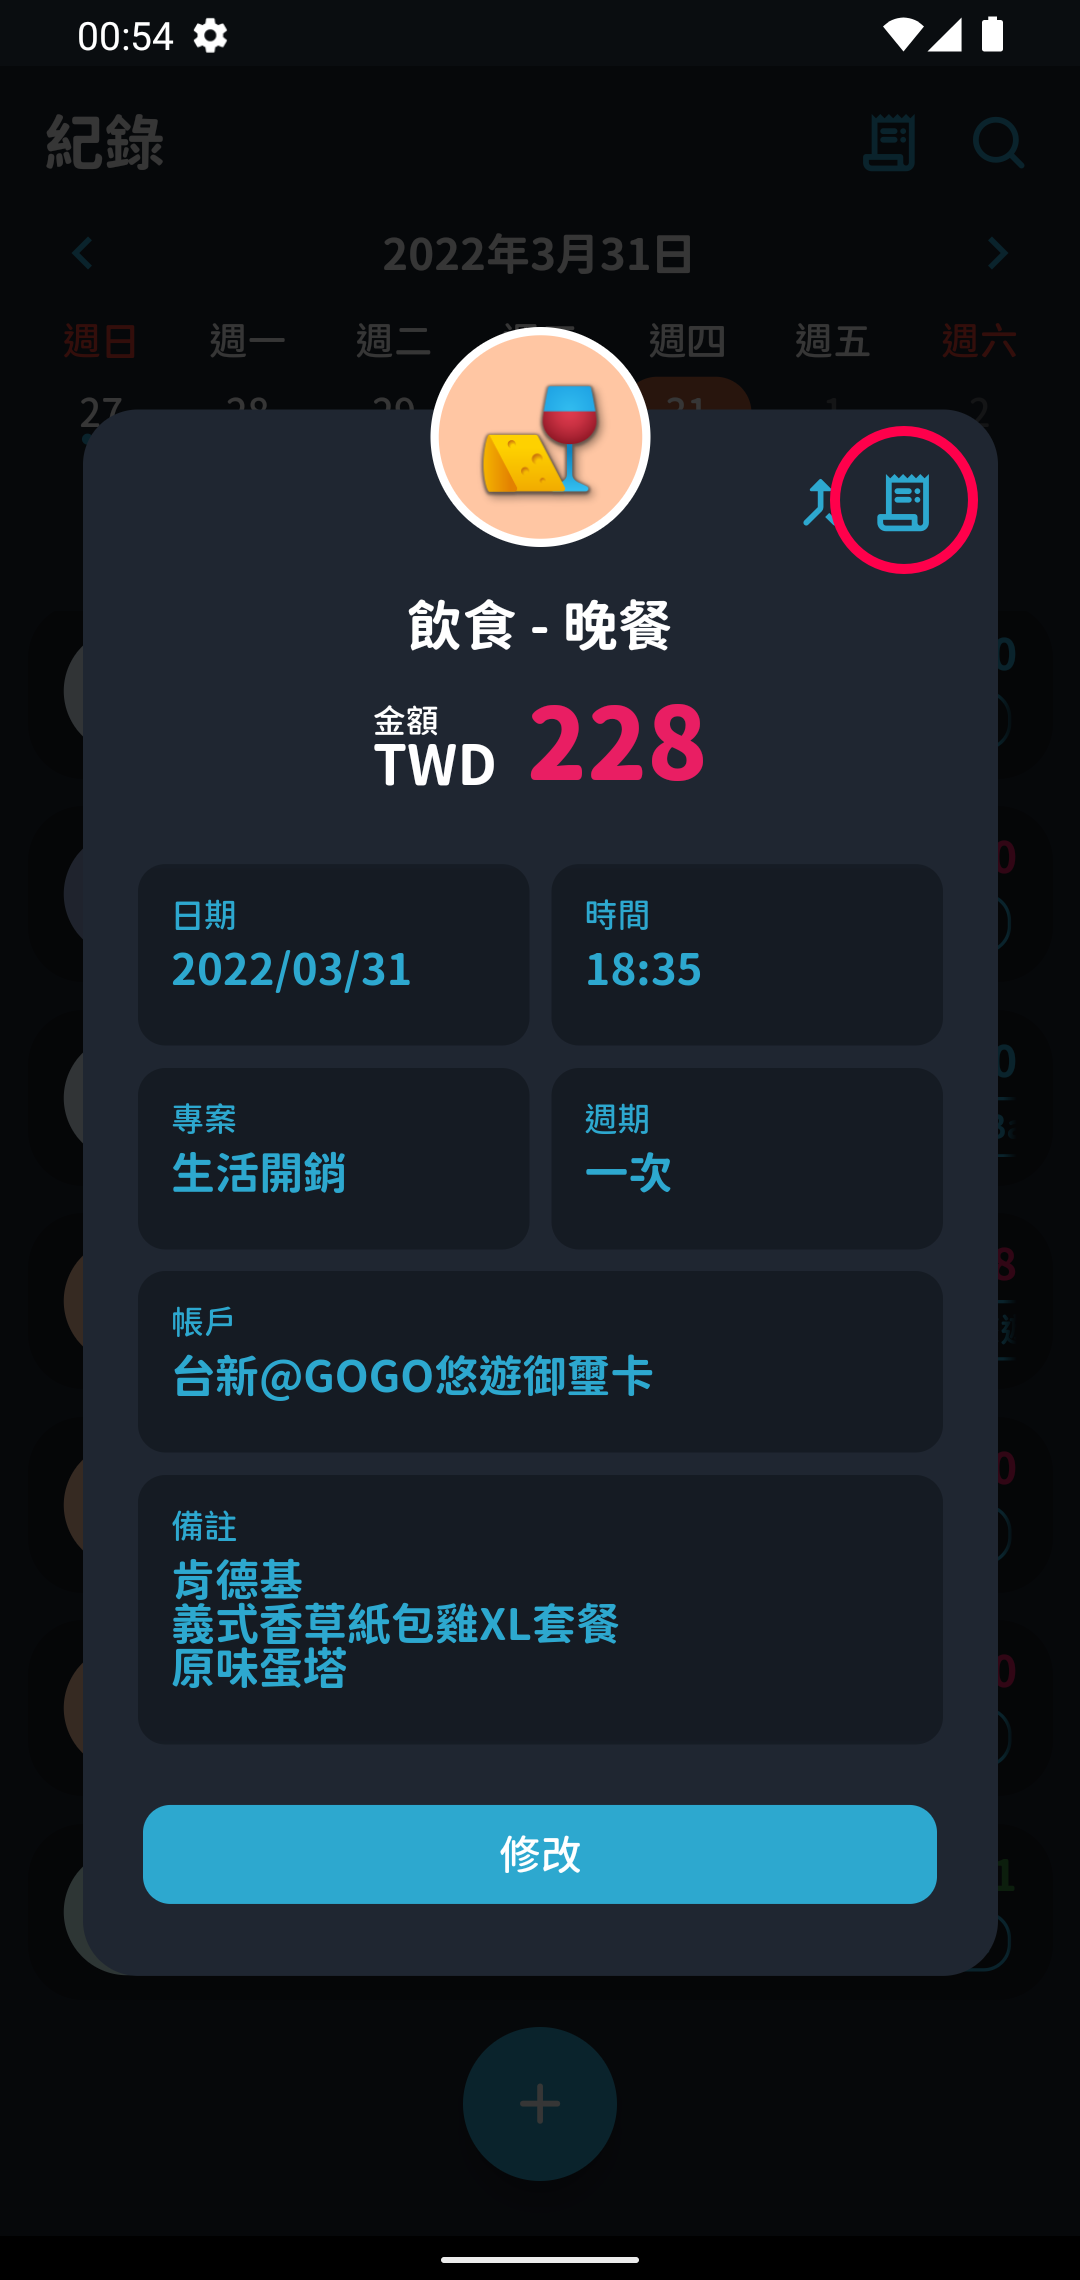 00:54
紀錄
2022年3月31日
週日 週一 週二 週四 週五 週六
27 28 29 31 1 2
飲食 - 晚餐
金額
TWD 228
日期
2022/03/31
時間
18:35
專案
生活開銷
週期
一次
帳戶
台新@GOGO悠遊御璽卡
備註
肯德基
義式香草紙包雞XL套餐
原味蛋塔
修改